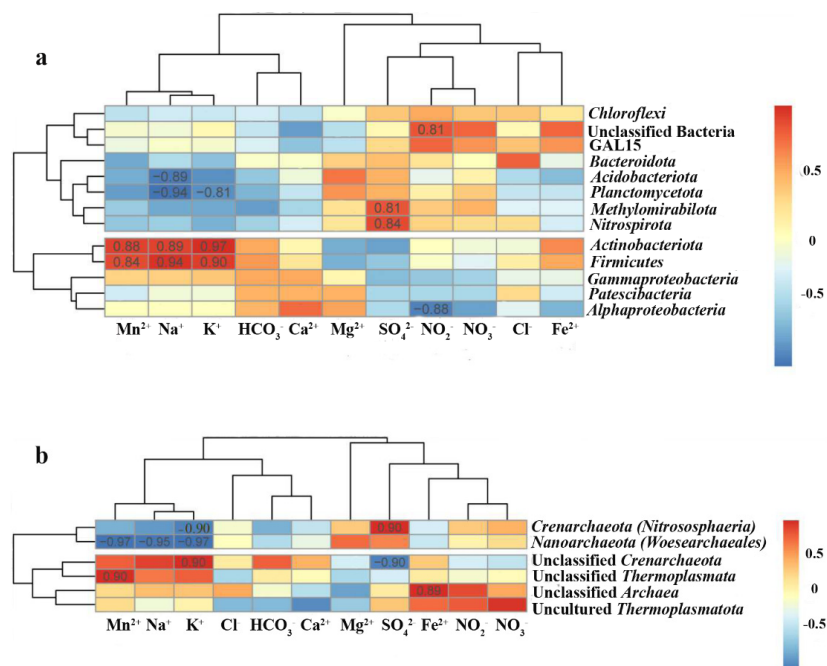 a
Chloroflexi
0.81 Unclassified Bacteria
GAL15
Bacteroidota
-0.89 Acidobacteriota
-0.94 -0.81 Planctomycetota
0.81 Methylomirabilota
0.84 Nitrospirota
0.88 0.89 0.97 Actinobacteriota
0.84 0.94 0.90 Firmicutes
Gammaproteobacteria
Patescibacteria
-0.88 Alphaproteobacteria
Mn²⁺ Na⁺ K⁺ HCO₃⁻ Ca²⁺ Mg²⁺ SO₄²⁻ NO₂⁻ NO₃⁻ Cl⁻ Fe²⁺
0.5
0
-0.5
b
-0.90 0.90 Crenarchaeota (Nitrososphaeria)
-0.97 -0.95 -0.97 Nanoarchaeota (Woesearchaeales)
0.90 -0.90 Unclassified Crenarchaeota
0.90 Unclassified Thermoplasmata
0.89 Unclassified Archaea
Uncultured Thermoplasmatota
Mn²⁺ Na⁺ K⁺ Cl⁻ HCO₃⁻ Ca²⁺ Mg²⁺ SO₄²⁻ Fe²⁺ NO₂⁻ NO₃⁻
0.5
0
-0.5